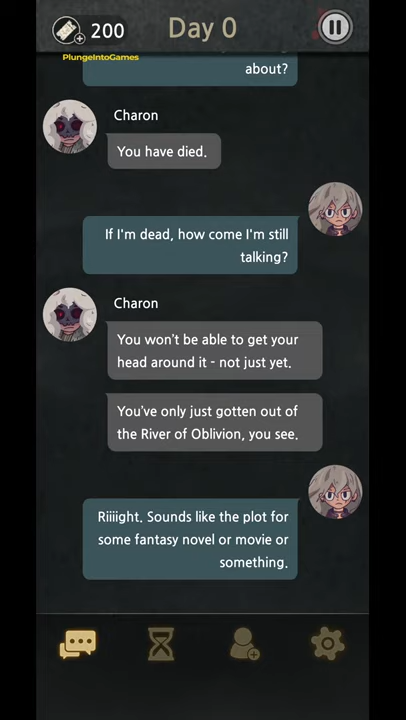 200
Day 0
PlungeIntoGames
about?
Charon
You have died.
If I'm dead, how come I'm still
talking?
Charon
You won't be able to get your
head around it - not just yet.
You've only just gotten out of
the River of Oblivion, you see.
Riiiight. Sounds like the plot for
some fantasy novel or movie or
something.